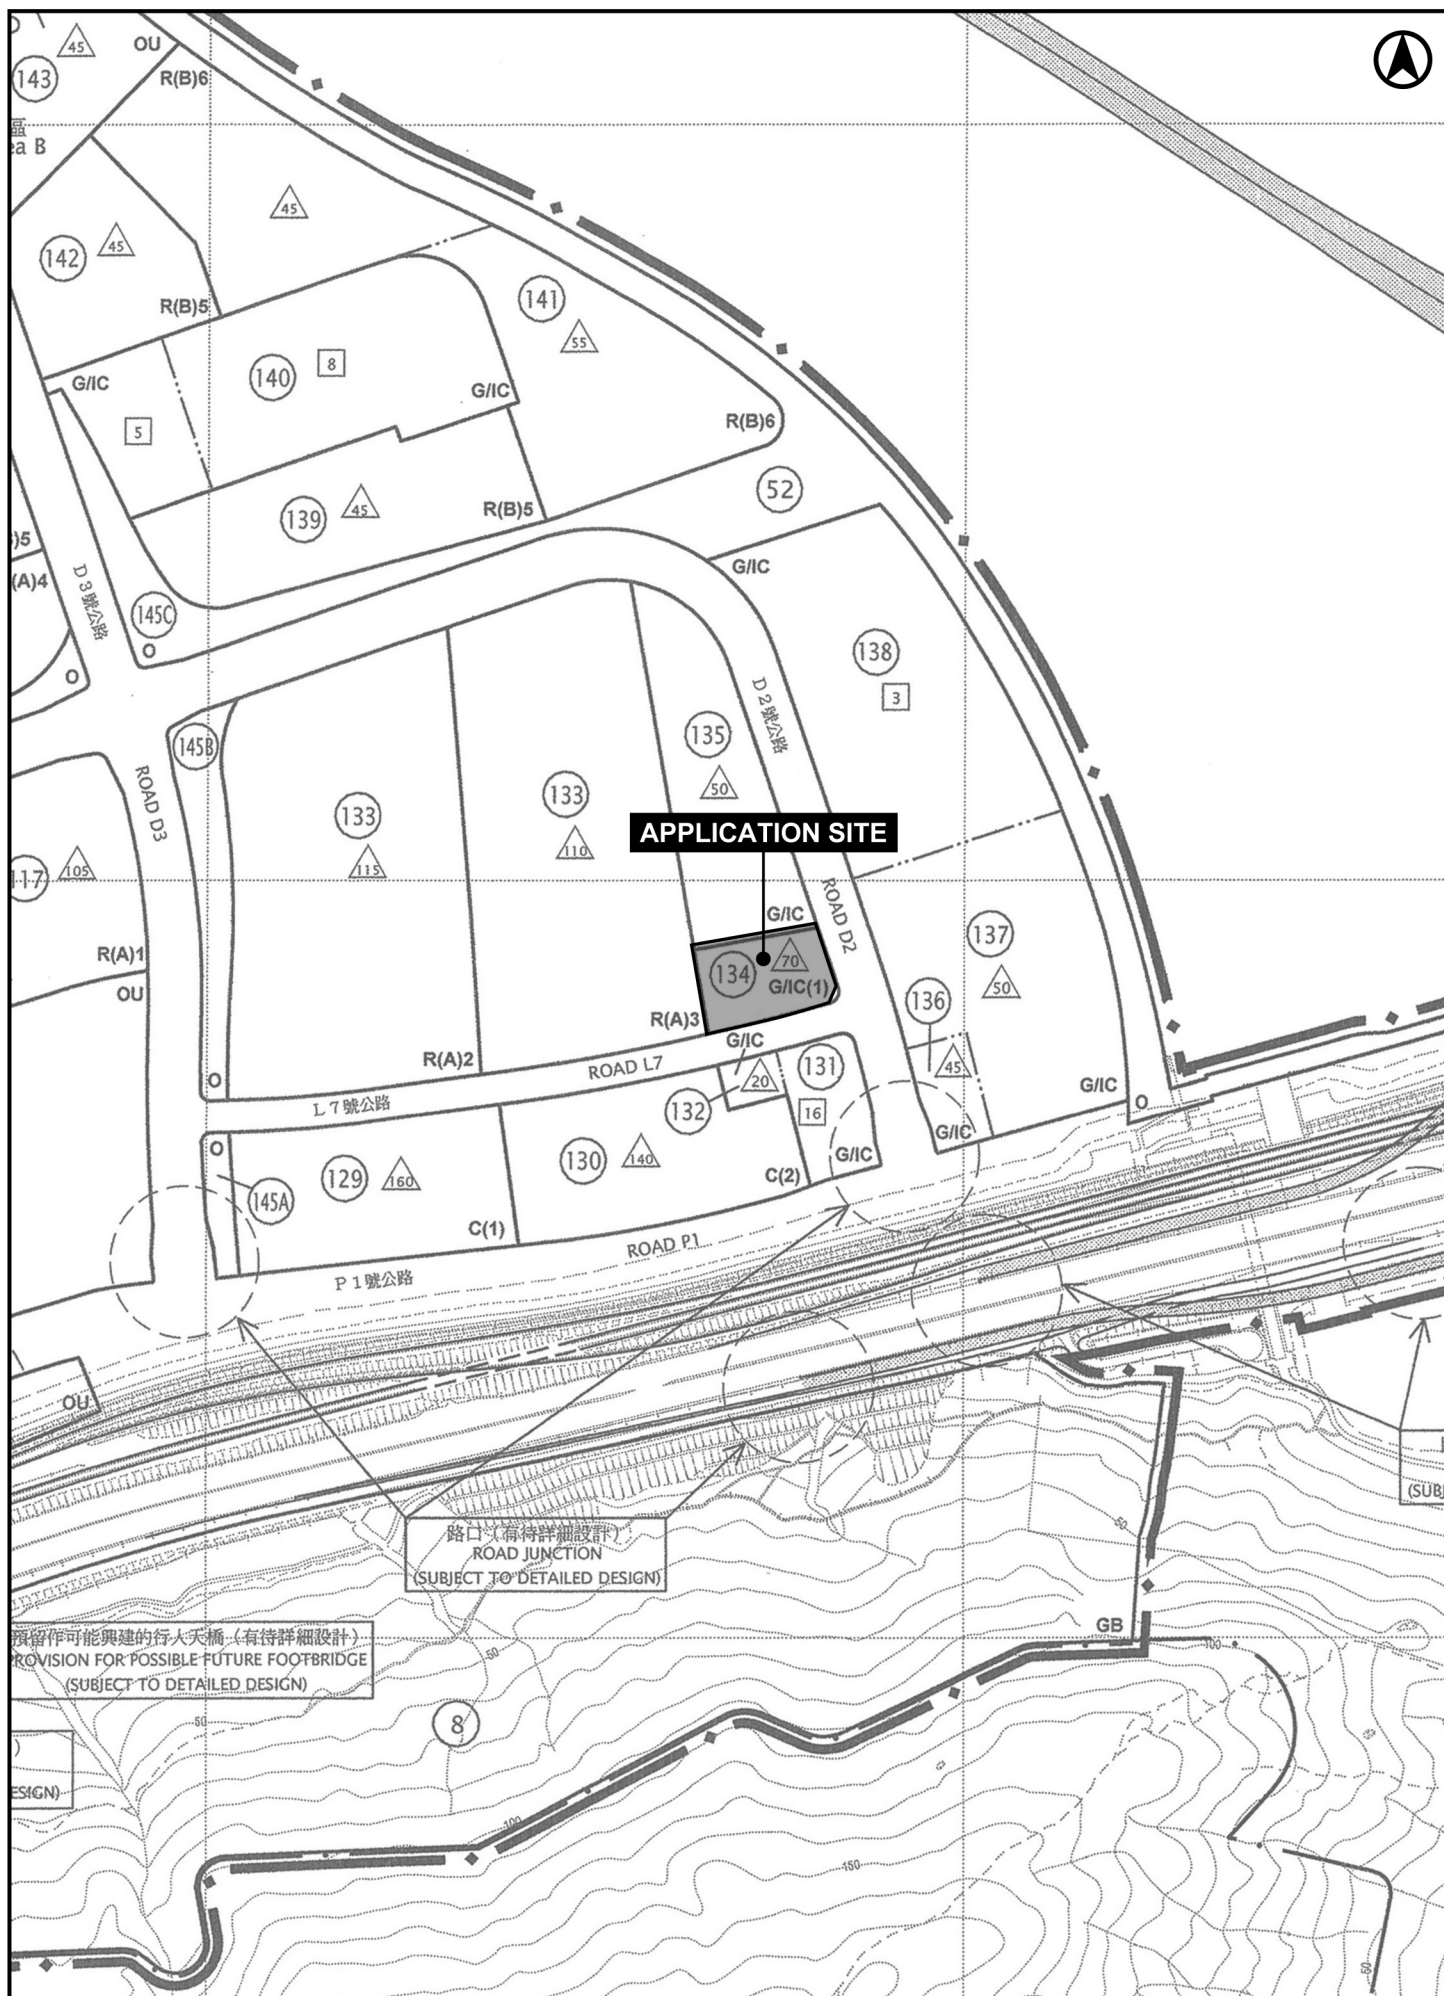 45
143
OU
R(B)6
區
ea B
45
142
45
R(B)5
141
55
G/IC
140
8
G/IC
5
R(B)6
139
45
R(B)5
52
)5
(A)4
D 3號公路
145C
O
O
G/IC
138
3
D 2號公路
135
50
145B
ROAD D3
133
115
133
110
APPLICATION SITE
117
105
ROAD D2
G/IC
137
50
R(A)1
OU
134
70
G/IC(1)
136
45
R(A)3
G/IC
R(A)2
ROAD L7
131
20
132
16
G/IC
O
O
L 7號公路
G/IC
O
129
160
130
140
G/IC
C(2)
145A
C(1)
ROAD P1
P 1號公路
OU
(SUBJ
路口（有待詳細設計）
ROAD JUNCTION
(SUBJECT TO DETAILED DESIGN)
50
GB
100
預留作可能興建的行人天橋（有待詳細設計）
PROVISION FOR POSSIBLE FUTURE FOOTBRIDGE
(SUBJECT TO DETAILED DESIGN)
50
50
8
)
ESIGN)
100
150
50